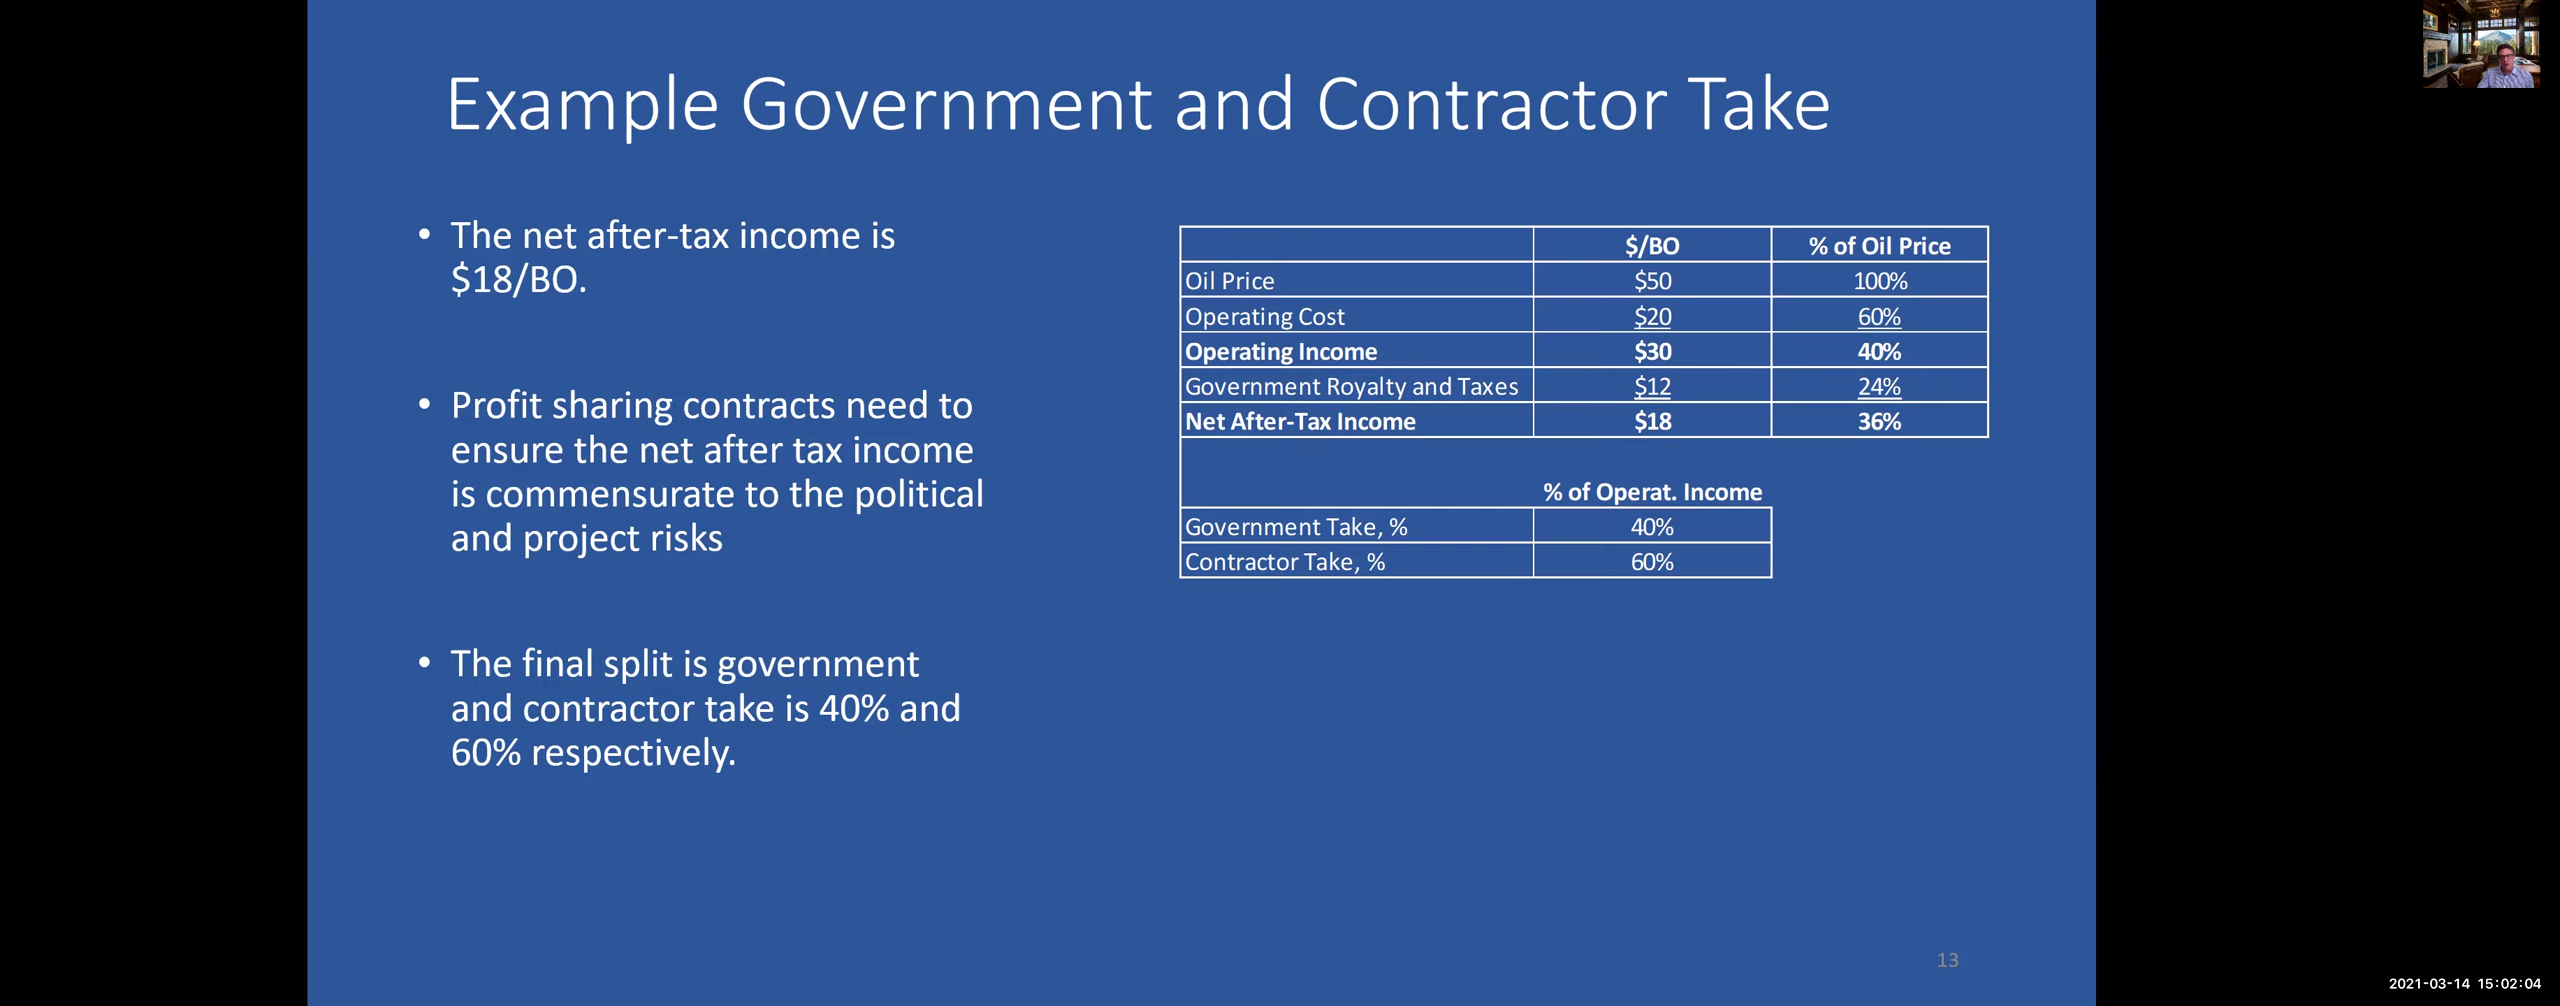 Example Government and Contractor Take
• The net after-tax income is
$18/BO.
• Profit sharing contracts need to
ensure the net after tax income
is commensurate to the political
and project risks
• The final split is government
and contractor take is 40% and
60% respectively.
$/BO % of Oil Price
Oil Price $50 100%
Operating Cost $20 60%
Operating Income $30 40%
Government Royalty and Taxes $12 24%
Net After-Tax Income $18 36%
% of Operat. Income
Government Take, % 40%
Contractor Take, % 60%
13
2021-03-14 15:02:04